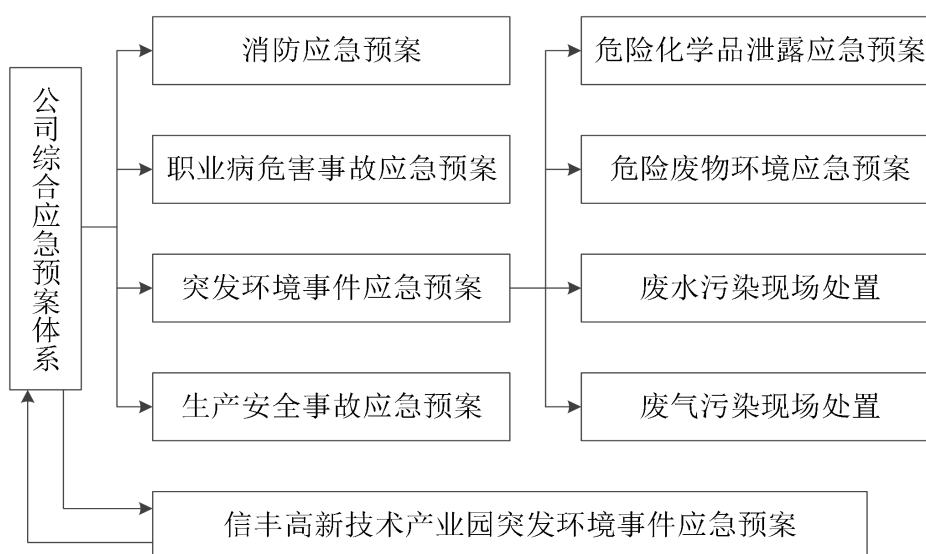 公司综合应急预案体系
消防应急预案
职业病危害事故应急预案
突发环境事件应急预案
生产安全事故应急预案
危险化学品泄露应急预案
危险废物环境应急预案
废水污染现场处置
废气污染现场处置
信丰高新技术产业园突发环境事件应急预案